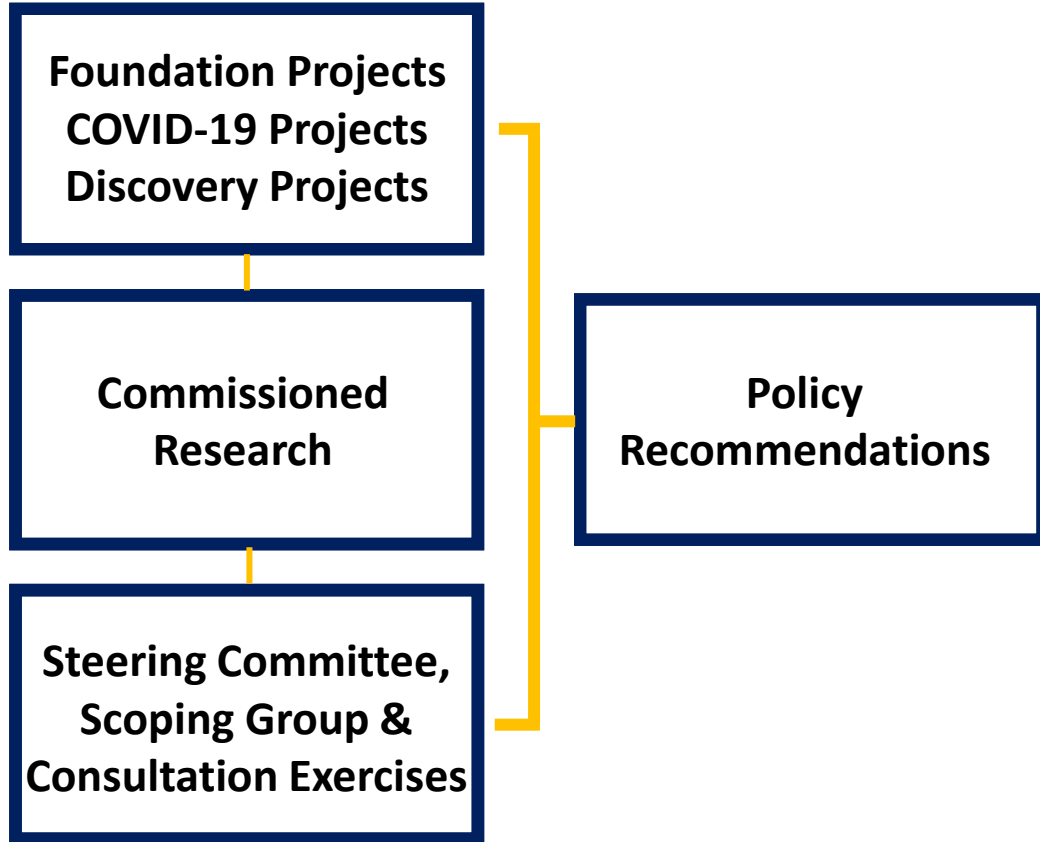 Foundation Projects
COVID-19 Projects
Discovery Projects
Commissioned
Research
Steering Committee,
Scoping Group &
Consultation Exercises
Policy
Recommendations